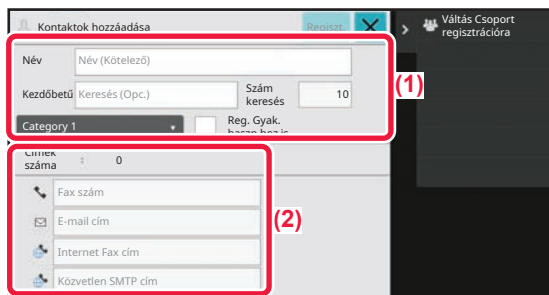 Kontaktok hozzáadása
Regiszt.
Váltás Csoport
regisztrációra
Név
Név (Kötelező)
(1)
Kezdőbetű
Keresés (Opc.)
Szám
keresés
10
Category 1
Reg. Gyak.
Címek
száma
:
0
Fax szám
E-mail cím
(2)
Internet Fax cím
Közvetlen SMTP cím